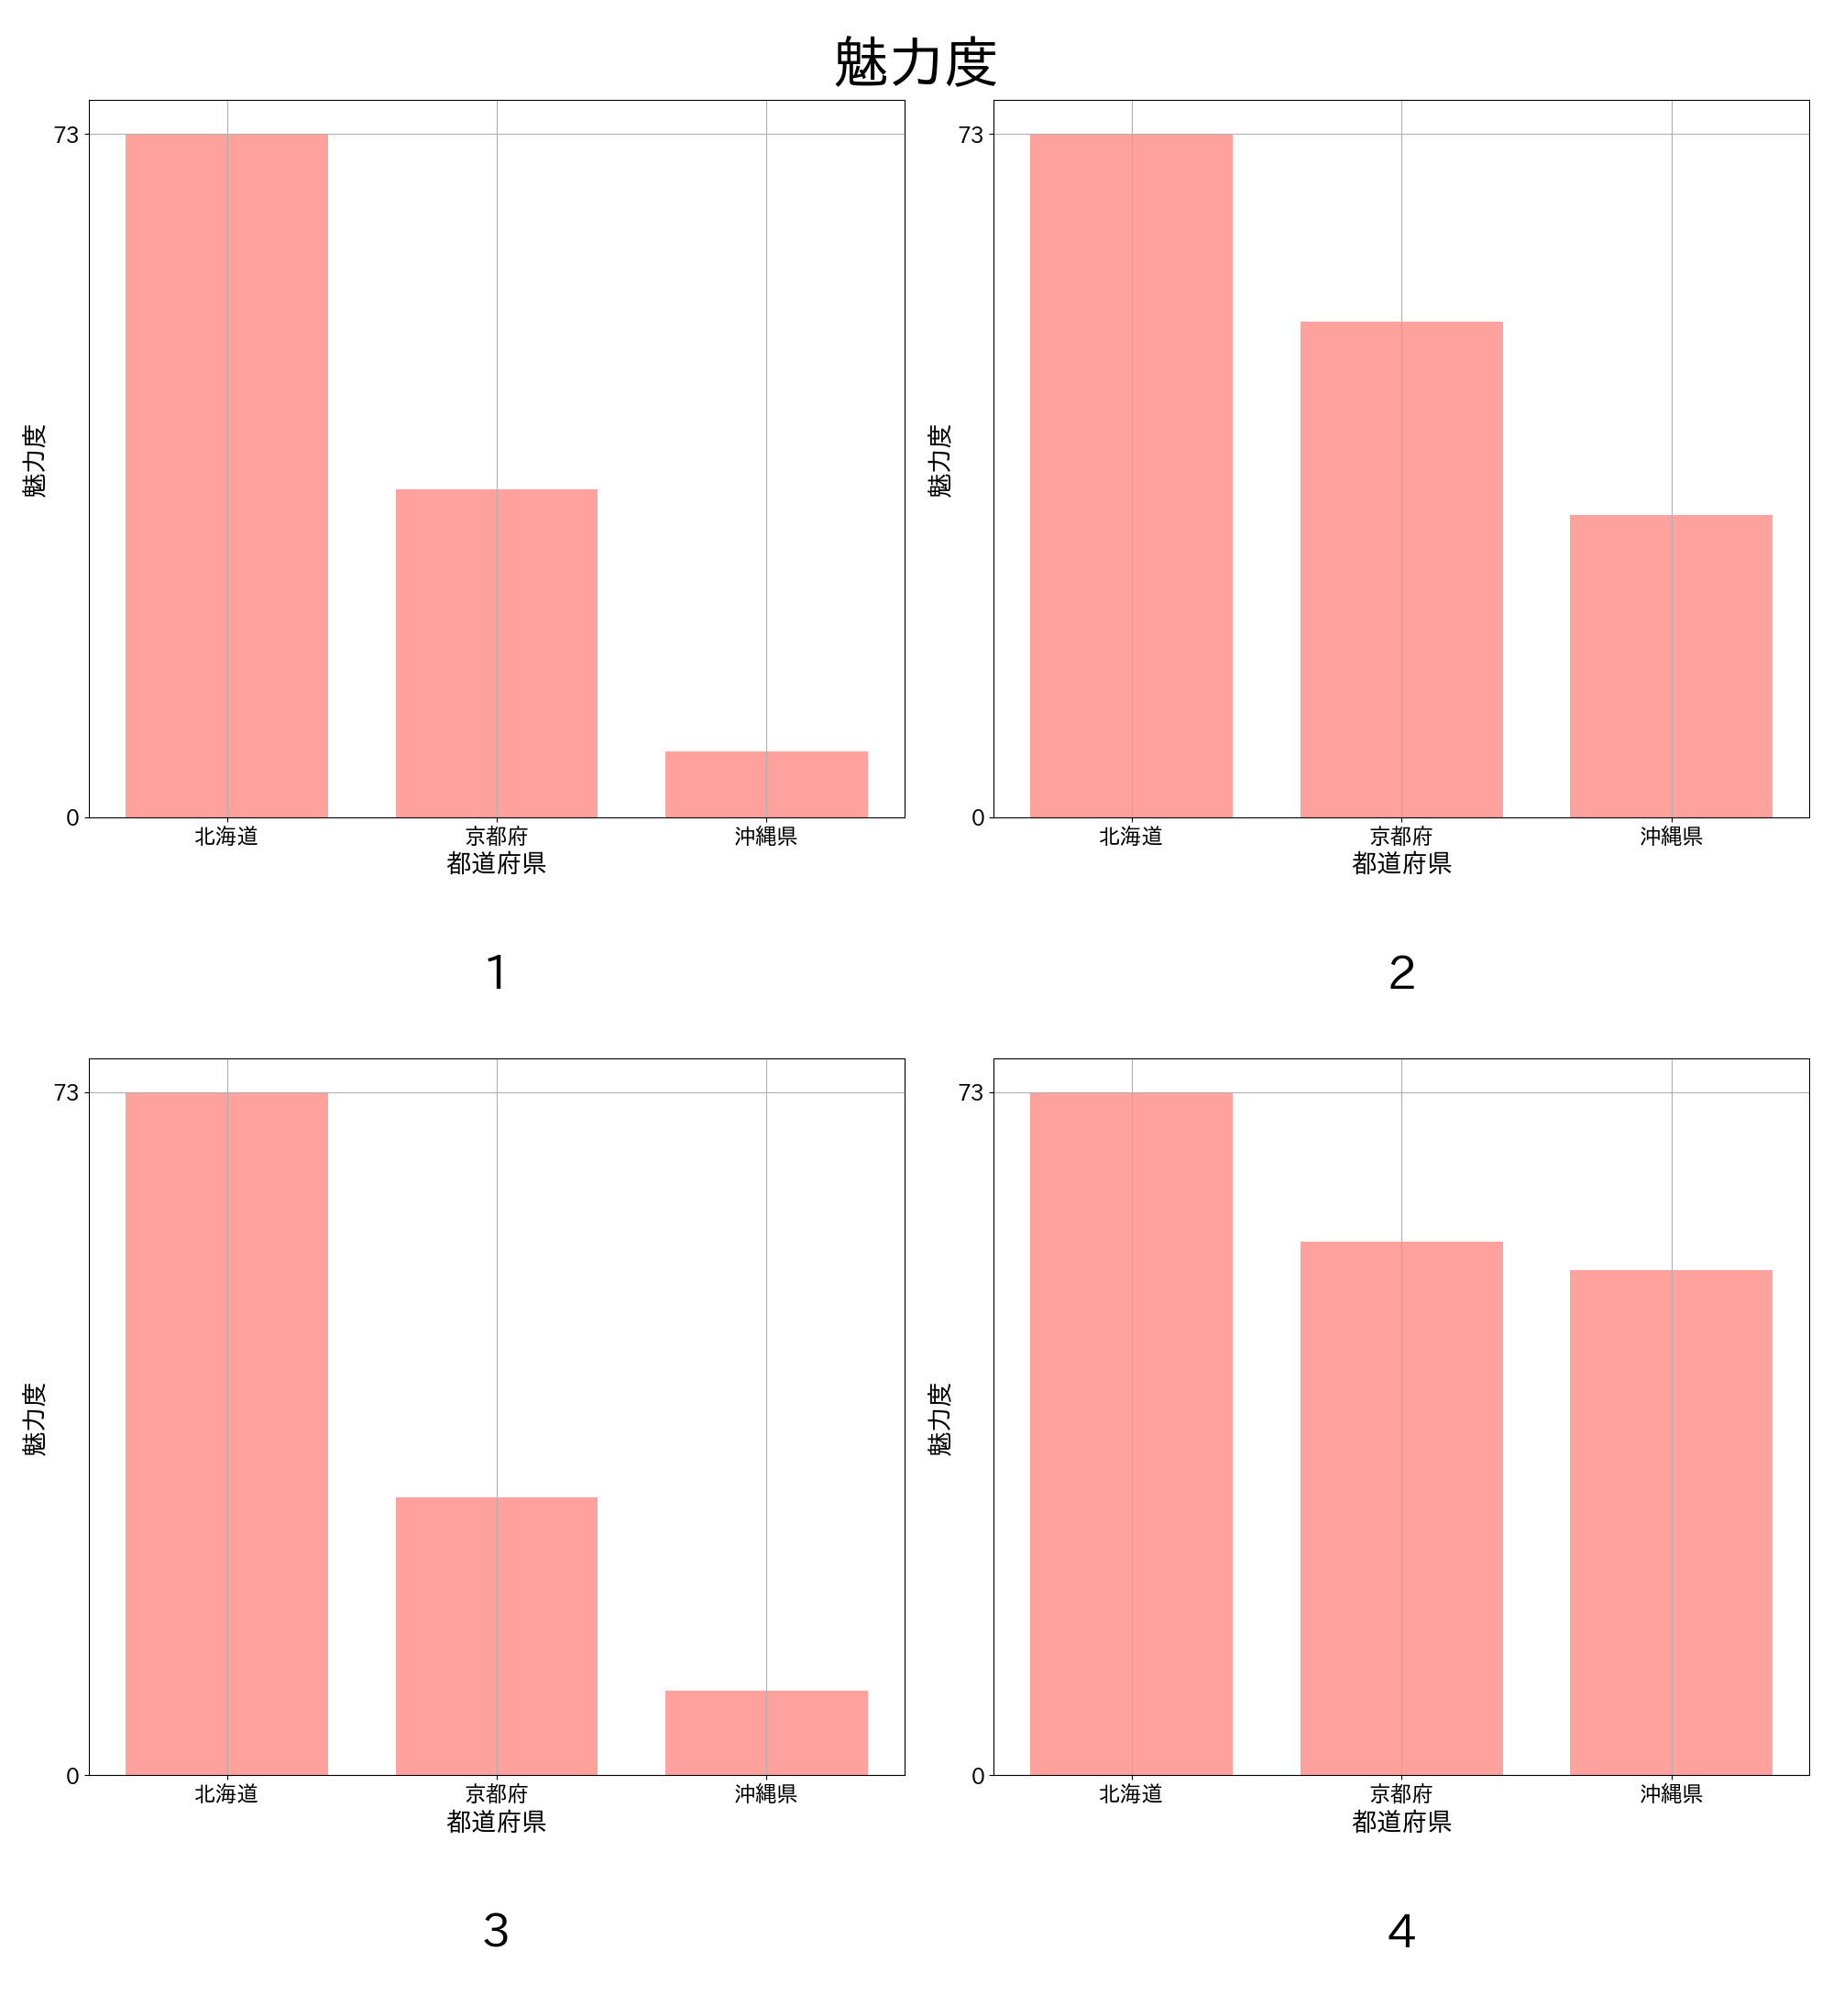 魅力度
73
0
魅力度
北海道 京都府 沖縄県
都道府県
1
73
0
魅力度
北海道 京都府 沖縄県
都道府県
2
73
0
魅力度
北海道 京都府 沖縄県
都道府県
3
73
0
魅力度
北海道 京都府 沖縄県
都道府県
4